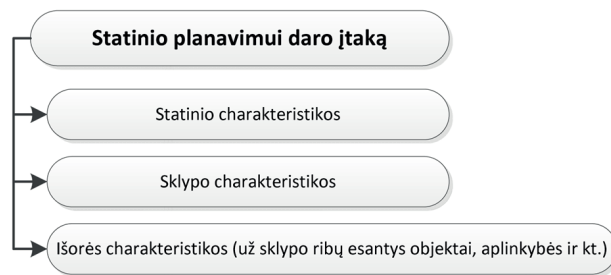 Statinio planavimui daro įtaką
Statinio charakteristikos
Sklypo charakteristikos
Išorės charakteristikos (už sklypo ribų esantys objektai, aplinkybės ir kt.)